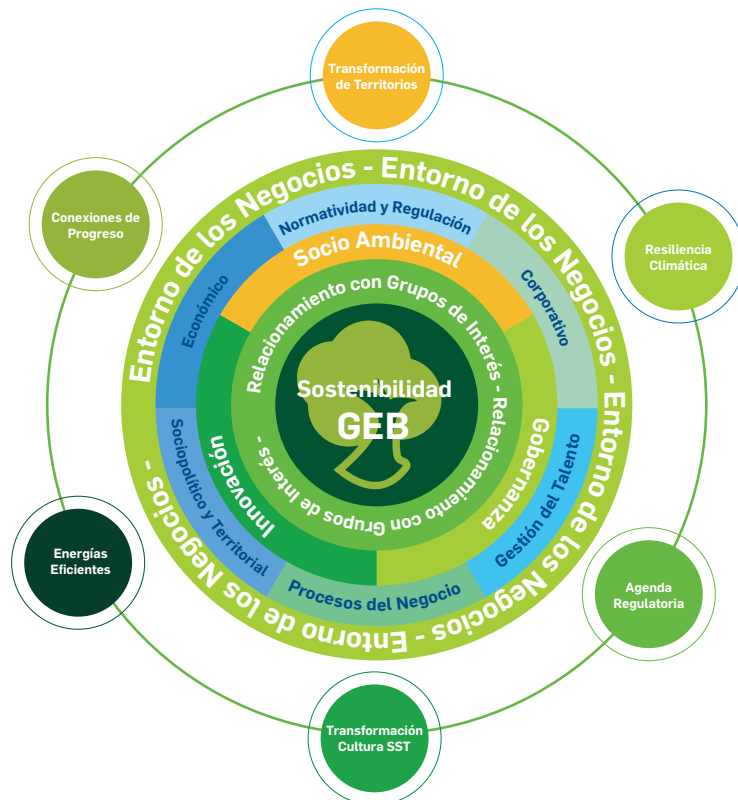 Transformación
de Territorios
Entorno de los Negocios - Entorno de los Negocios - Entorno de los Negocios - Entorno de los Negocios -
Conexiones de
Progreso
Resiliencia
Climática
Normatividad y Regulación
Económico
Corporativo
Socio Ambiental
Relacionamiento con Grupos de Interés - Relacionamiento con Grupos de Interés -
Sostenibilidad
GEB
Innovación
Gobernanza
Sociopolítico y Territorial
Gestión del Talento
Procesos del Negocio
Energías
Eficientes
Agenda
Regulatoria
Transformación
Cultura SST